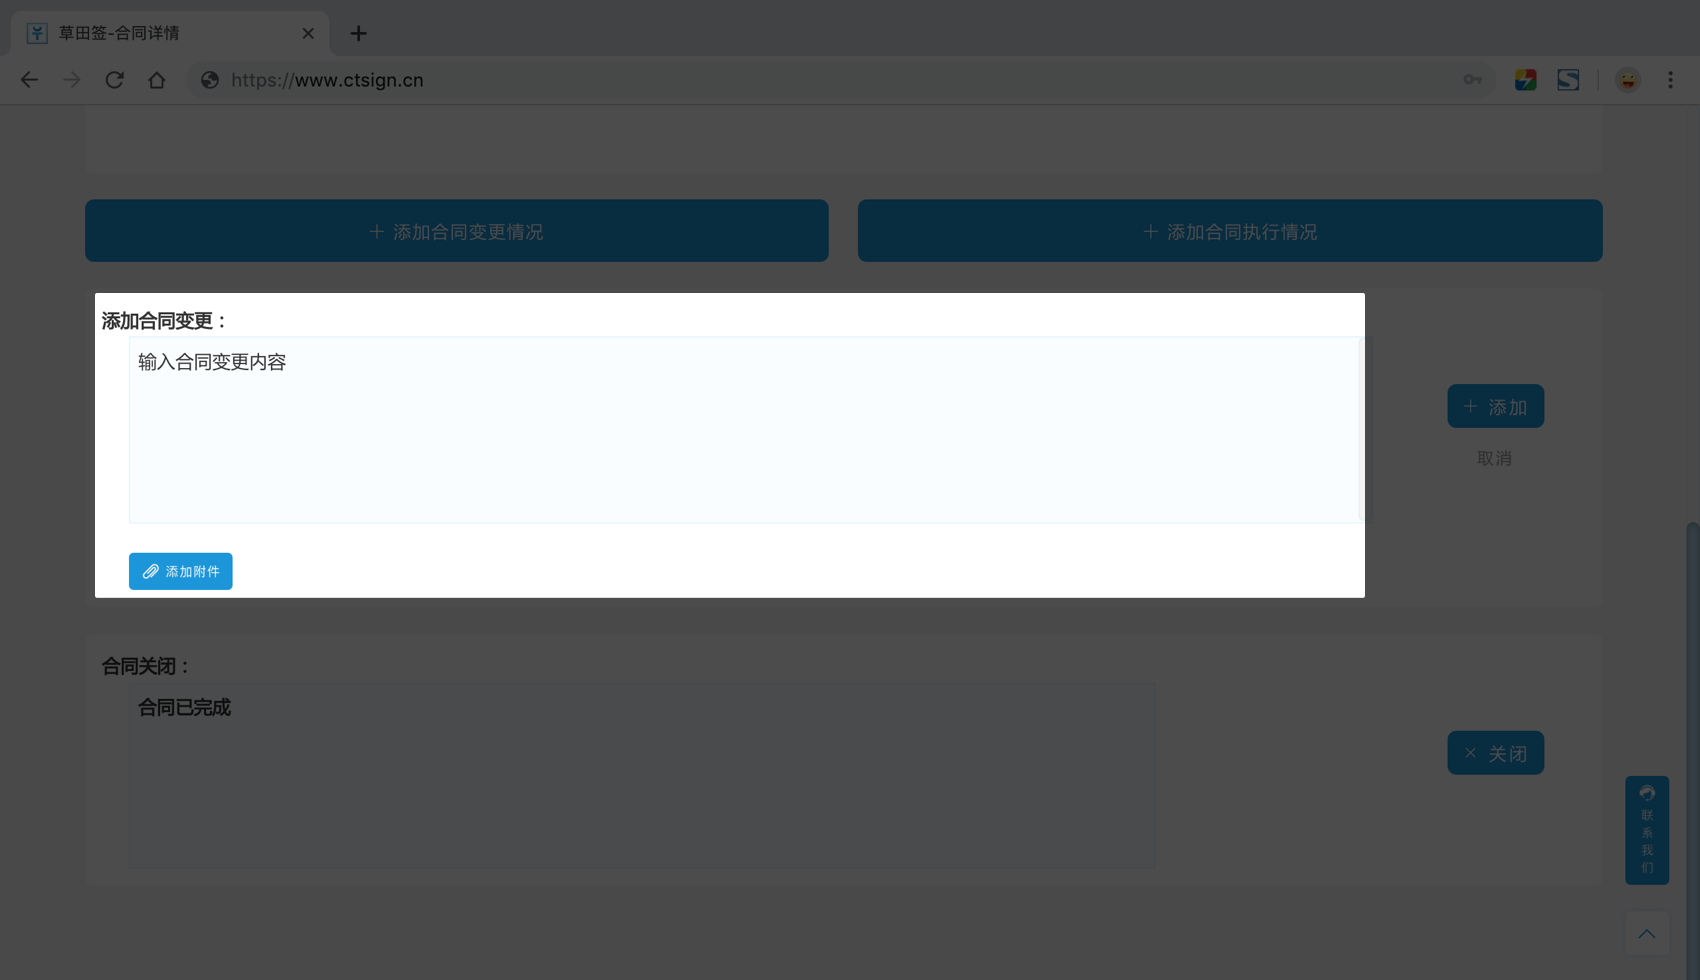 草田签-合同详情
https://www.ctsign.cn
添加合同变更情况
添加合同执行情况
添加合同变更：
输入合同变更内容
添加
取消
添加附件
合同关闭：
合同已完成
关闭
联
系
我
们